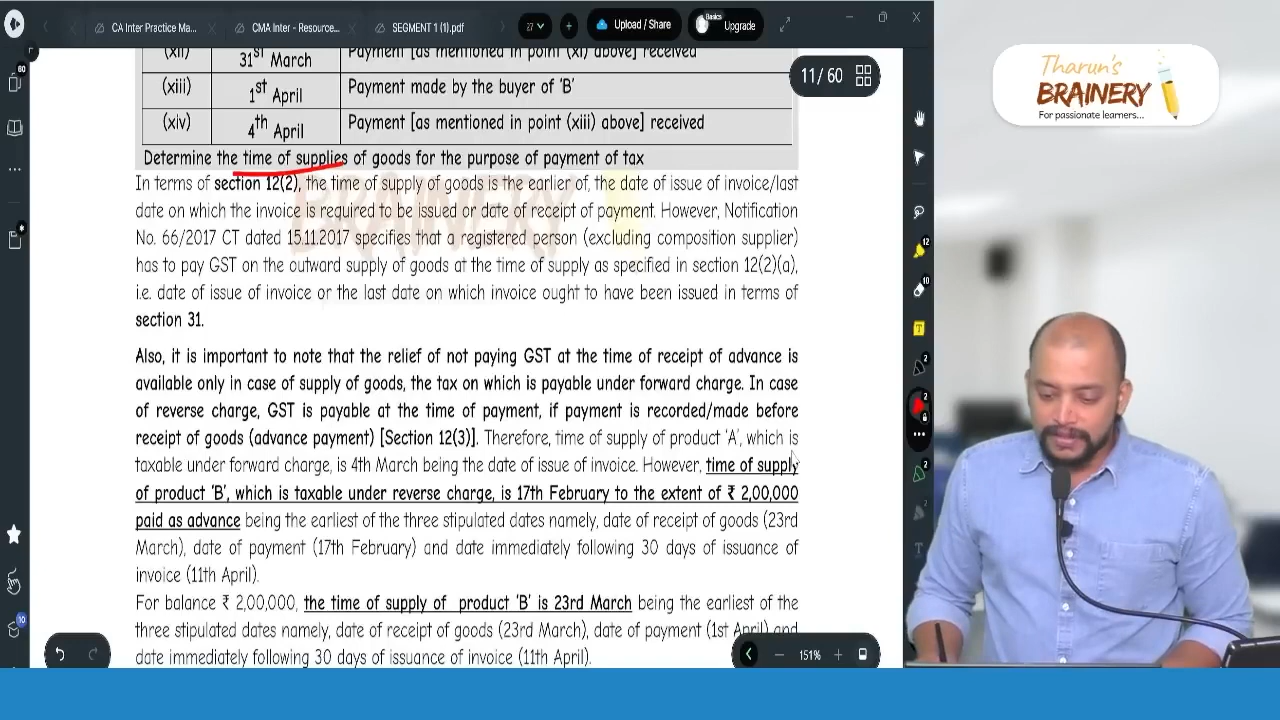 CA Inter Practice Ma...
CMA Inter - Resource...
SEGMENT 1 (1).pdf
27
Upload / Share
Basics
Upgrade
80
Tharun's
BRAINERY
For passionate learners...
11/60
(xii) 31st March Payment [as mentioned in point (xi) above] received
(xiii) 1st April Payment made by the buyer of 'B'
(xiv) 4th April Payment [as mentioned in point (xiii) above] received
Determine the time of supplies of goods for the purpose of payment of tax
In terms of section 12(2), the time of supply of goods is the earlier of, the date of issue of invoice/last
date on which the invoice is required to be issued or date of receipt of payment. However, Notification
No. 66/2017 CT dated 15.11.2017 specifies that a registered person (excluding composition supplier)
has to pay GST on the outward supply of goods at the time of supply as specified in section 12(2)(a),
i.e. date of issue of invoice or the last date on which invoice ought to have been issued in terms of
section 31.
BRAINERY
Also, it is important to note that the relief of not paying GST at the time of receipt of advance is
available only in case of supply of goods, the tax on which is payable under forward charge. In case
of reverse charge, GST is payable at the time of payment, if payment is recorded/made before
receipt of goods (advance payment) [Section 12(3)]. Therefore, time of supply of product 'A', which is
taxable under forward charge, is 4th March being the date of issue of invoice. However, time of supply
of product 'B', which is taxable under reverse charge, is 17th February to the extent of ₹ 2,00,000
paid as advance being the earliest of the three stipulated dates namely, date of receipt of goods (23rd
March), date of payment (17th February) and date immediately following 30 days of issuance of
invoice (11th April).
For balance ₹ 2,00,000, the time of supply of product 'B' is 23rd March being the earliest of the
three stipulated dates namely, date of receipt of goods (23rd March), date of payment (1st April) and
date immediately following 30 days of issuance of invoice (11th April).
12
10
T
2
2
2
2
T
10
151%